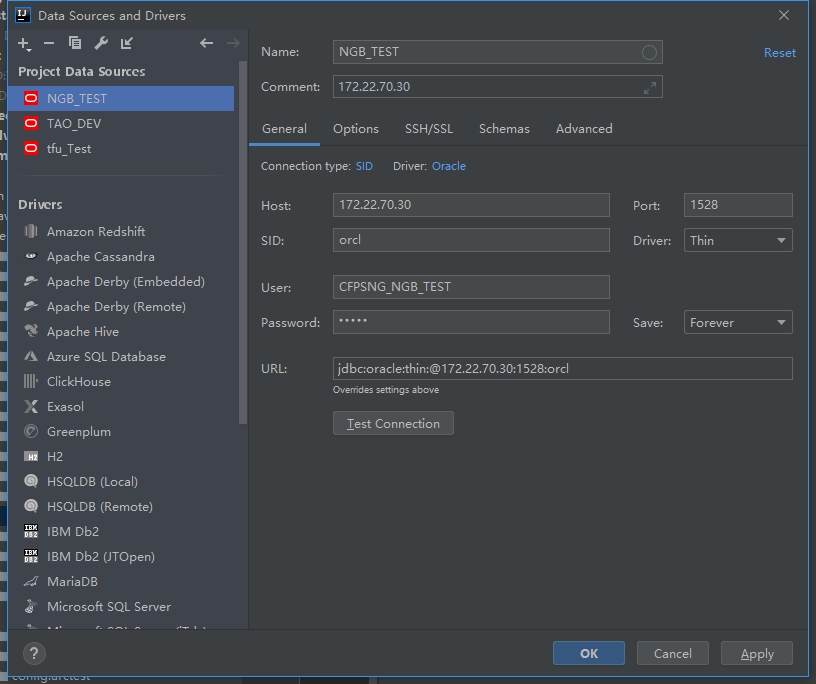 Data Sources and Drivers
Project Data Sources
NGB_TEST
TAO_DEV
tfu_Test
Drivers
Amazon Redshift
Apache Cassandra
Apache Derby (Embedded)
Apache Derby (Remote)
Apache Hive
Azure SQL Database
ClickHouse
Exasol
Greenplum
H2
HSQLDB (Local)
HSQLDB (Remote)
IBM Db2
IBM Db2 (JTOpen)
MariaDB
Microsoft SQL Server
Name: NGB_TEST Reset
Comment: 172.22.70.30
General Options SSH/SSL Schemas Advanced
Connection type: SID Driver: Oracle
Host: 172.22.70.30 Port: 1528
SID: orcl Driver: Thin
User: CFPSNG_NGB_TEST
Password: ••••• Save: Forever
URL: jdbc:oracle:thin:@172.22.70.30:1528:orcl
Overrides settings above
Test Connection
? OK Cancel Apply